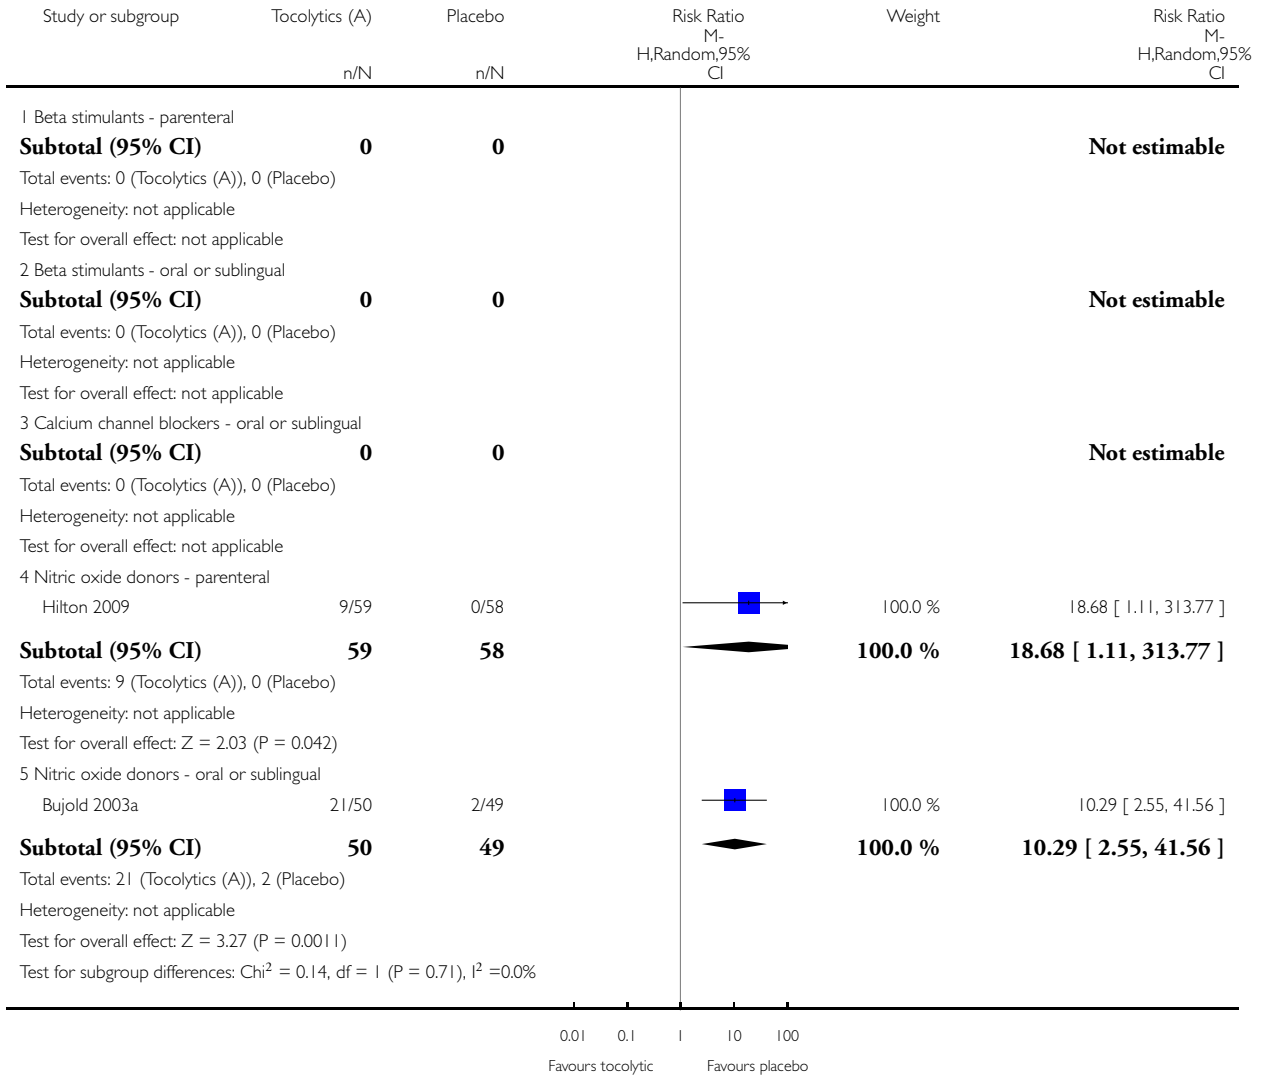 Study or subgroup Tocolytics (A) Placebo Risk Ratio Weight Risk Ratio
M-H,Random,95% CI M-H,Random,95% CI
n/N n/N
1 Beta stimulants - parenteral
Subtotal (95% CI) 0 0 Not estimable
Total events: 0 (Tocolytics (A)), 0 (Placebo)
Heterogeneity: not applicable
Test for overall effect: not applicable
2 Beta stimulants - oral or sublingual
Subtotal (95% CI) 0 0 Not estimable
Total events: 0 (Tocolytics (A)), 0 (Placebo)
Heterogeneity: not applicable
Test for overall effect: not applicable
3 Calcium channel blockers - oral or sublingual
Subtotal (95% CI) 0 0 Not estimable
Total events: 0 (Tocolytics (A)), 0 (Placebo)
Heterogeneity: not applicable
Test for overall effect: not applicable
4 Nitric oxide donors - parenteral
Hilton 2009 9/59 0/58 100.0 % 18.68 [ 1.11, 313.77 ]
Subtotal (95% CI) 59 58 100.0 % 18.68 [ 1.11, 313.77 ]
Total events: 9 (Tocolytics (A)), 0 (Placebo)
Heterogeneity: not applicable
Test for overall effect: Z = 2.03 (P = 0.042)
5 Nitric oxide donors - oral or sublingual
Bujold 2003a 21/50 2/49 100.0 % 10.29 [ 2.55, 41.56 ]
Subtotal (95% CI) 50 49 100.0 % 10.29 [ 2.55, 41.56 ]
Total events: 21 (Tocolytics (A)), 2 (Placebo)
Heterogeneity: not applicable
Test for overall effect: Z = 3.27 (P = 0.0011)
Test for subgroup differences: Chi² = 0.14, df = 1 (P = 0.71), I² =0.0%
0.01 0.1 1 10 100
Favours tocolytic Favours placebo